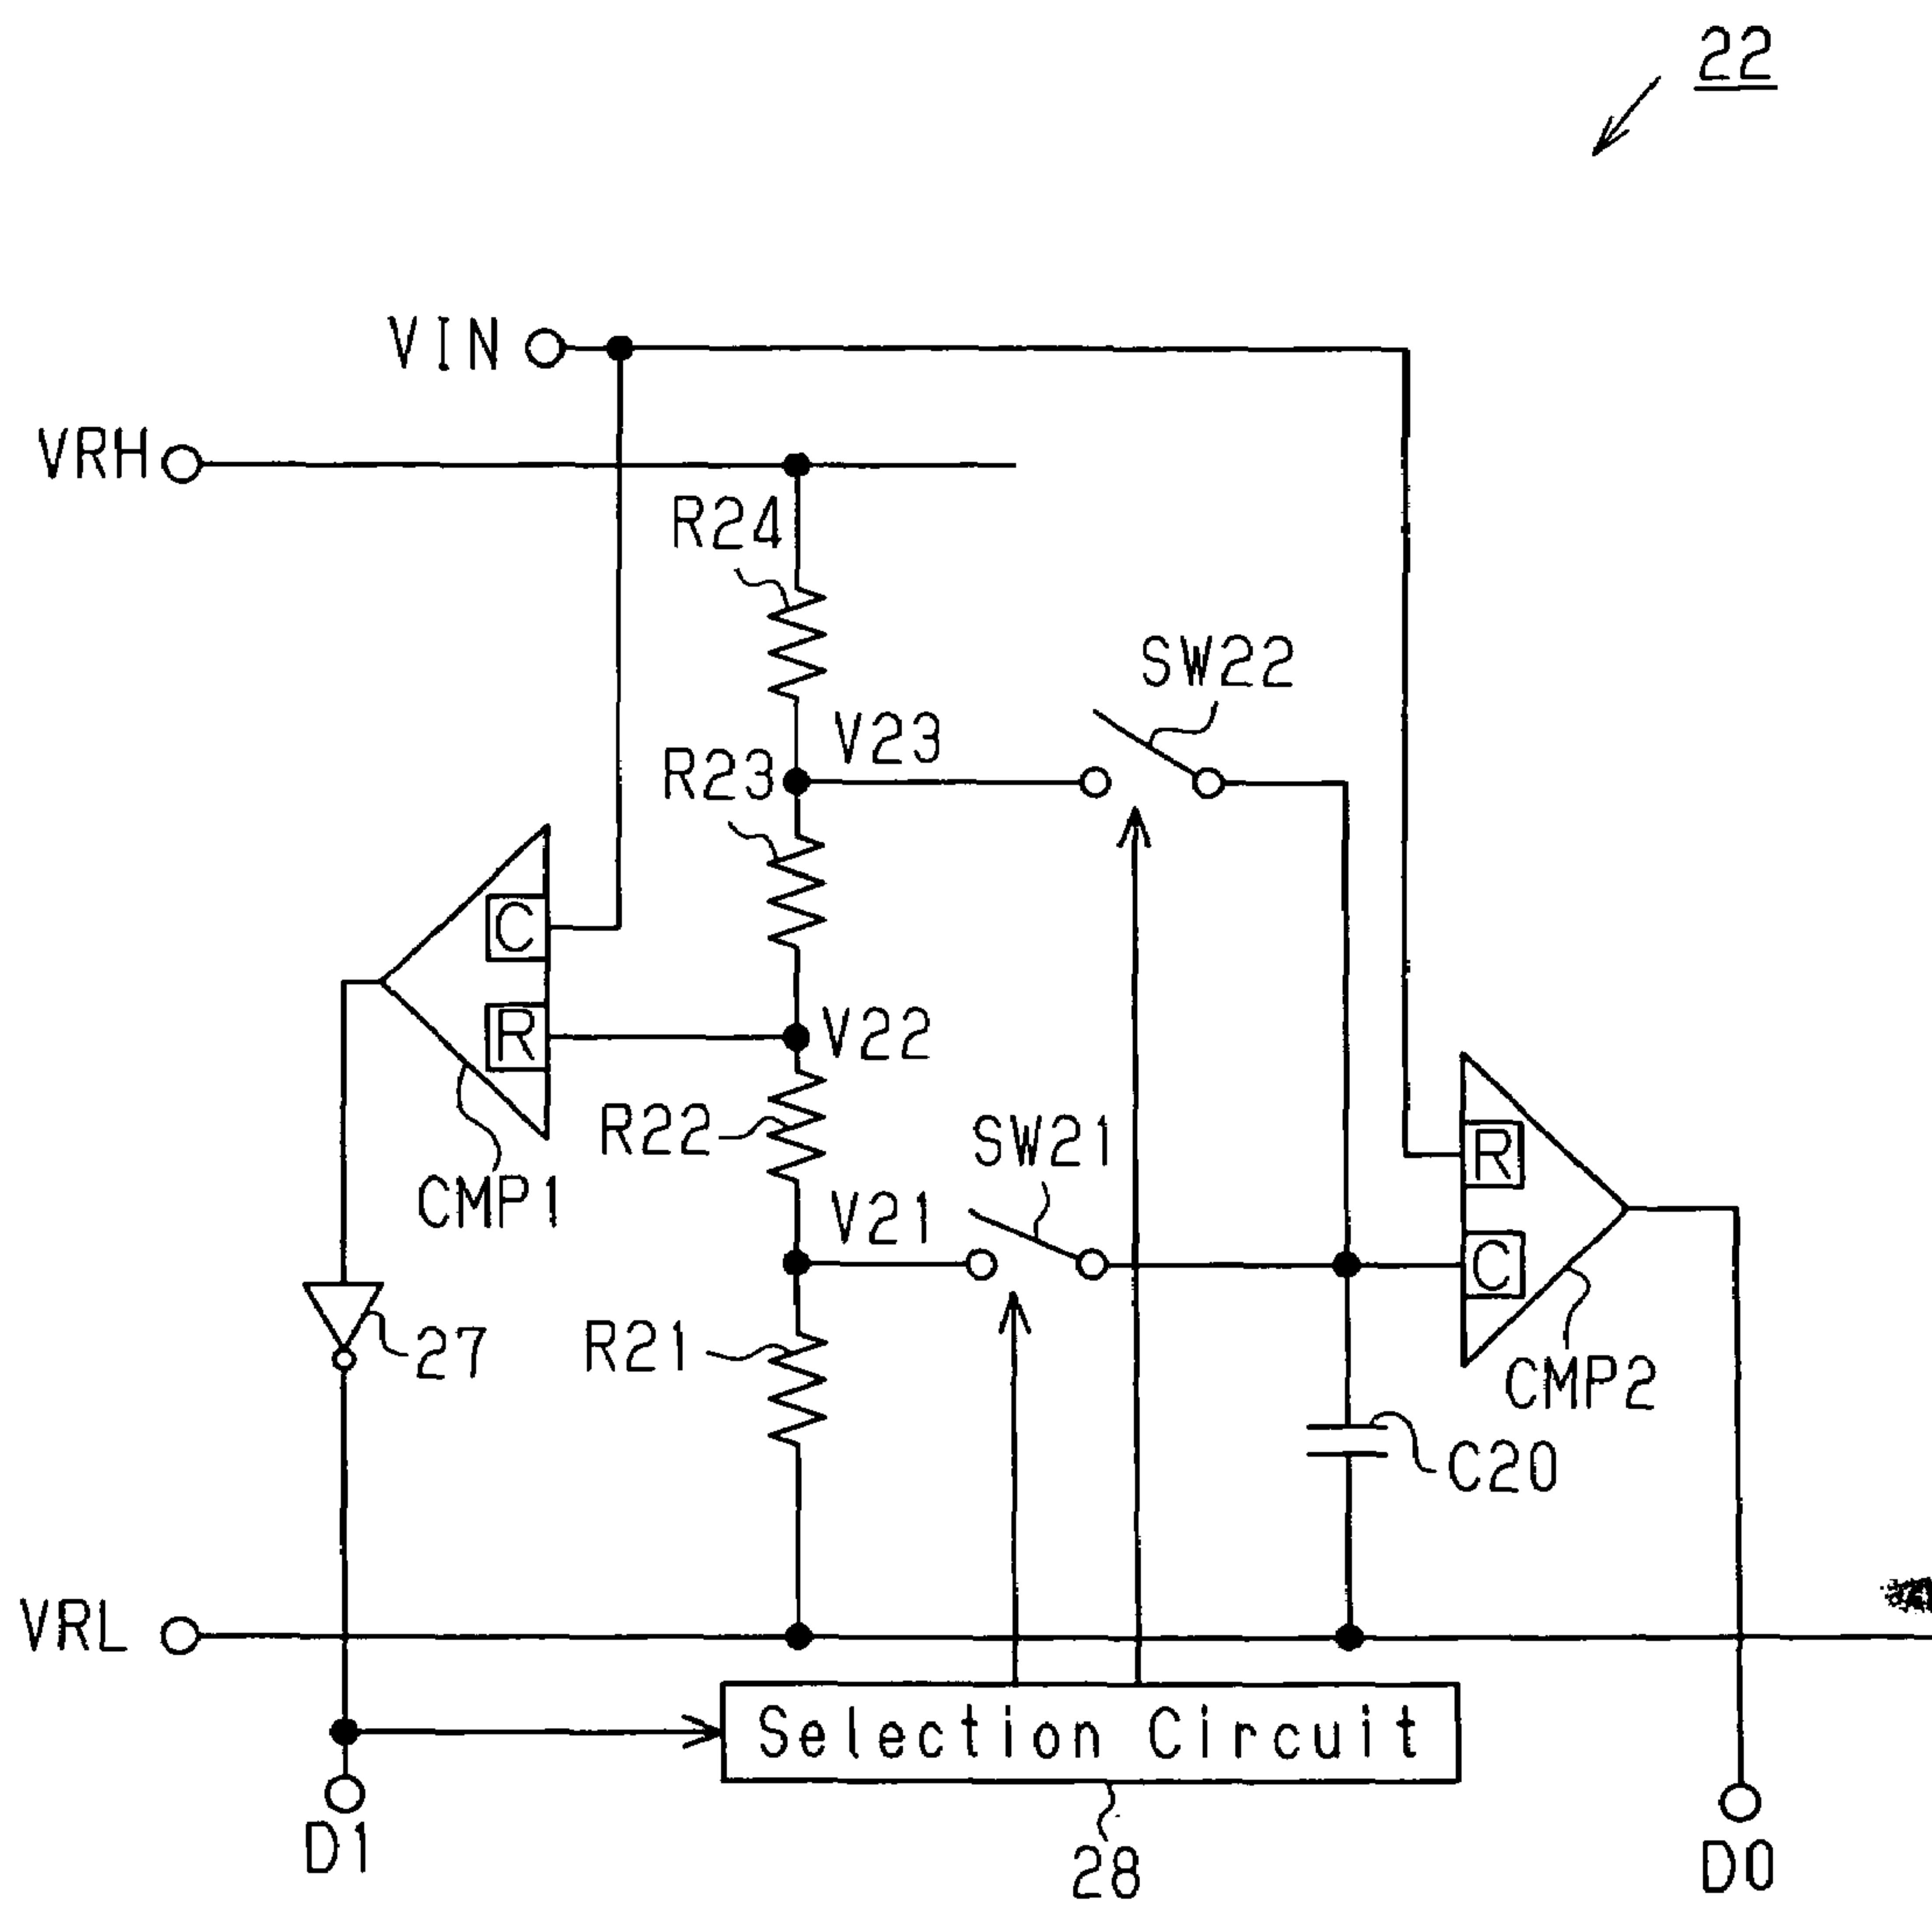 22
VIN
VRH
R24
SW22
V23
R23
C
R
V22
R22
SW21
R
CMP1
V21
C
27
R21
CMP2
C20
VRL
Selection Circuit
D1
28
D0